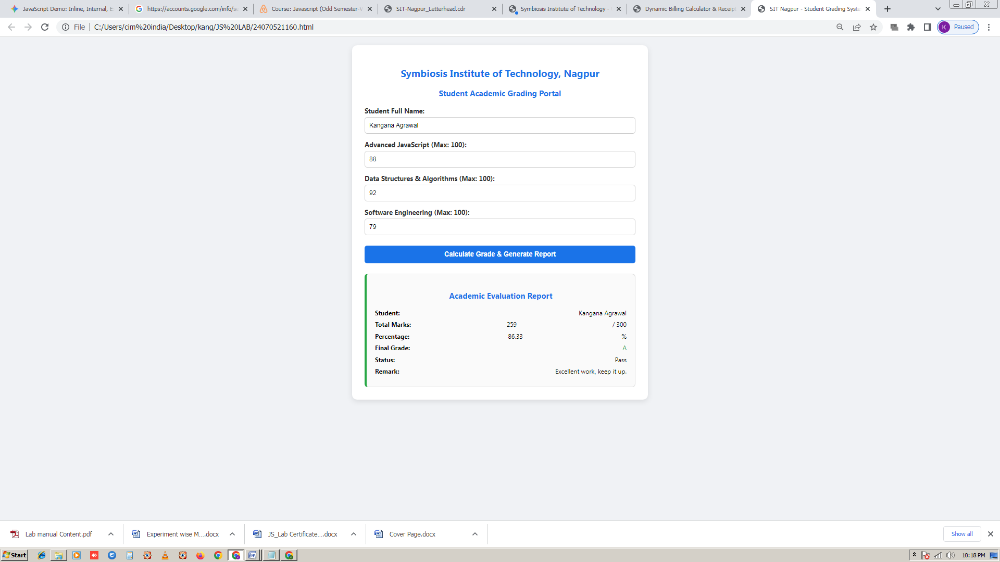 JavaScript Demo: Inline, Internal, E
https://accounts.google.com/info/se
Course: Javascript (Odd Semester-V
SIT-Nagpur_Letterhead.cdr
Symbiosis Institute of Technology -
Dynamic Billing Calculator & Receip
SIT Nagpur - Student Grading Syste
File
C:/Users/cim%20india/Desktop/kang/JS%20LAB/24070521160.html
K Paused
Symbiosis Institute of Technology, Nagpur
Student Academic Grading Portal
Student Full Name:
Kangana Agrawal
Advanced JavaScript (Max: 100):
88
Data Structures & Algorithms (Max: 100):
92
Software Engineering (Max: 100):
79
Calculate Grade & Generate Report
Academic Evaluation Report
Student: Kangana Agrawal
Total Marks: 259 / 300
Percentage: 86.33 %
Final Grade: A
Status: Pass
Remark: Excellent work, keep it up.
Lab manual Content.pdf
Experiment wise M....docx
JS_Lab Certificate....docx
Cover Page.docx
Show all
Start
10:18 PM